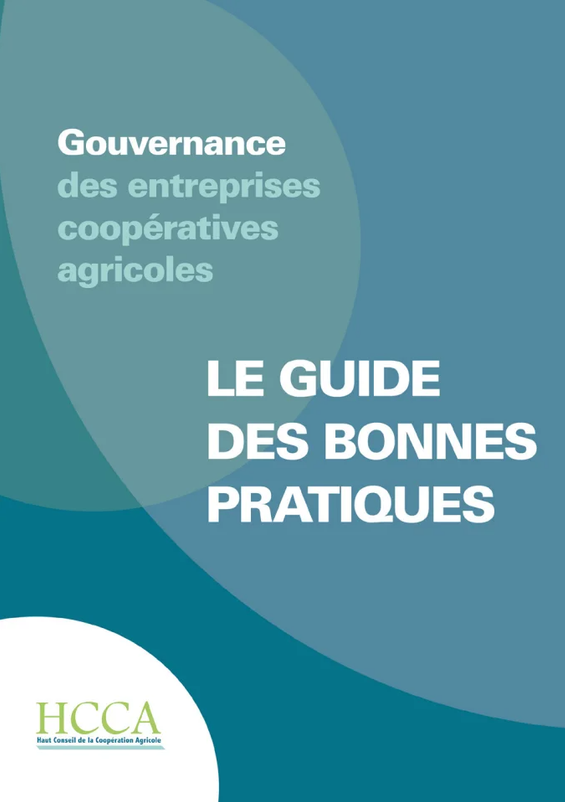 Gouvernance
des entreprises
coopératives
agricoles
LE GUIDE
DES BONNES
PRATIQUES
HCCA
Haut Conseil de la Coopération Agricole